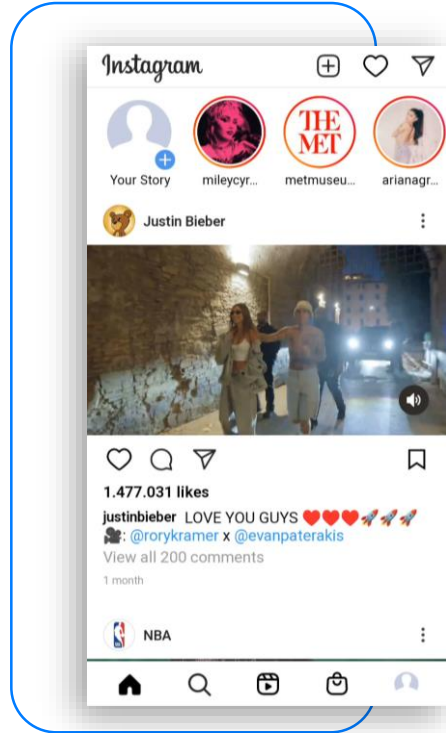 Instagram
THE
MET
Your Story mileycyr... metmuseu... arianagr...
Justin Bieber
1.477.031 likes
justinbieber LOVE YOU GUYS ❤️❤️❤️🚀🚀🚀
🎥: @rorykramer x @evanpaterakis
View all 200 comments
1 month
NBA